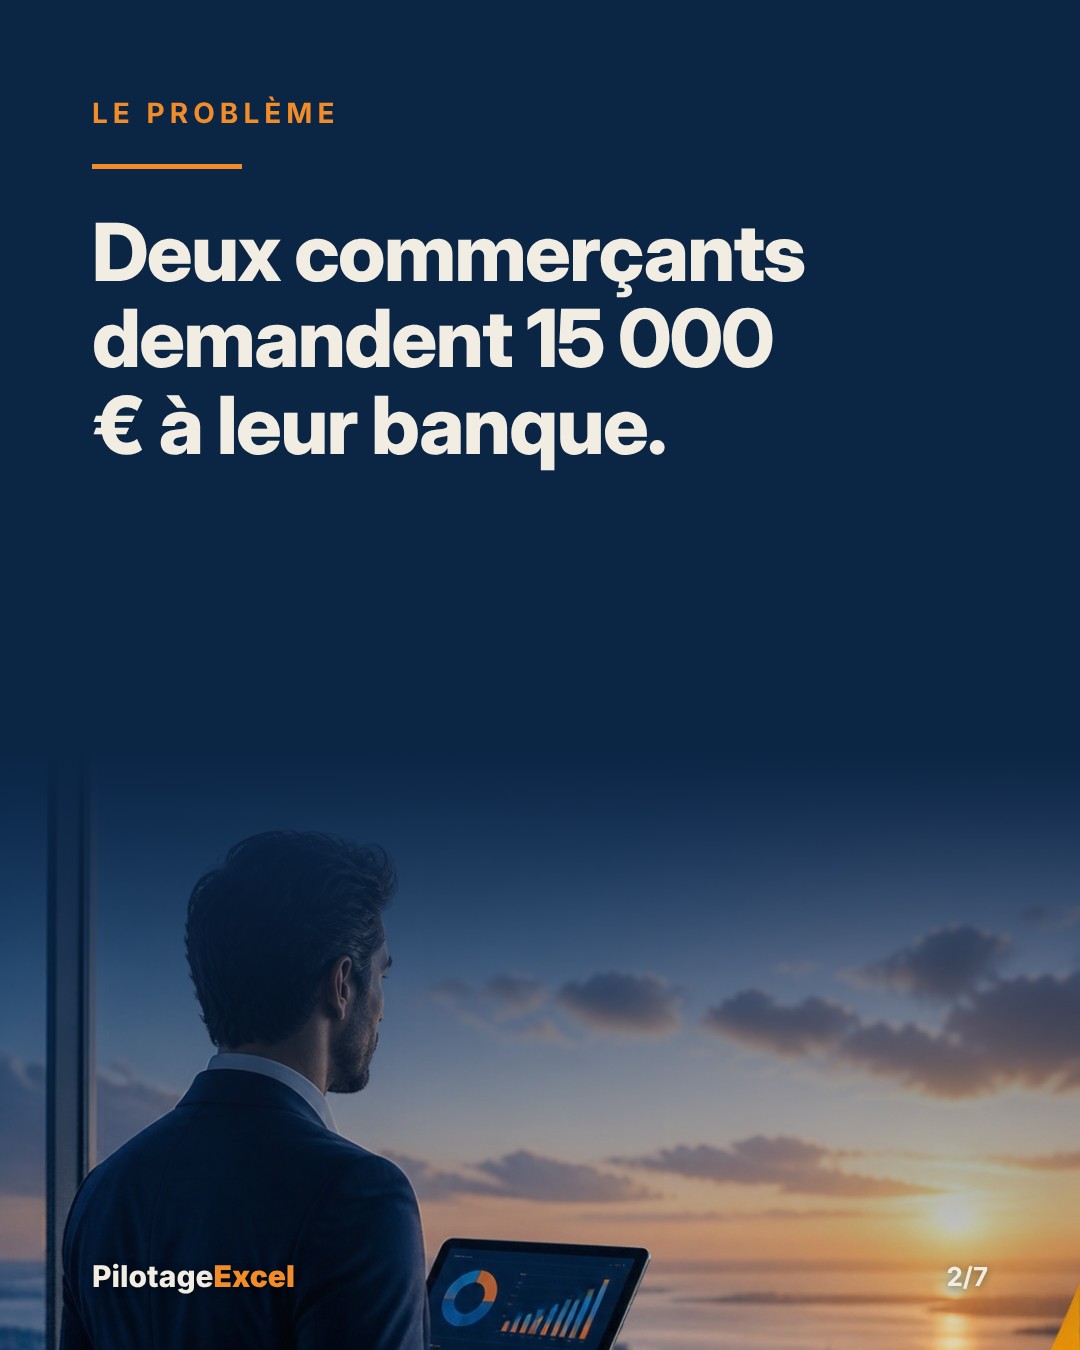 LE PROBLÈME
Deux commerçants
demandent 15 000
€ à leur banque.
PilotageExcel
2/7